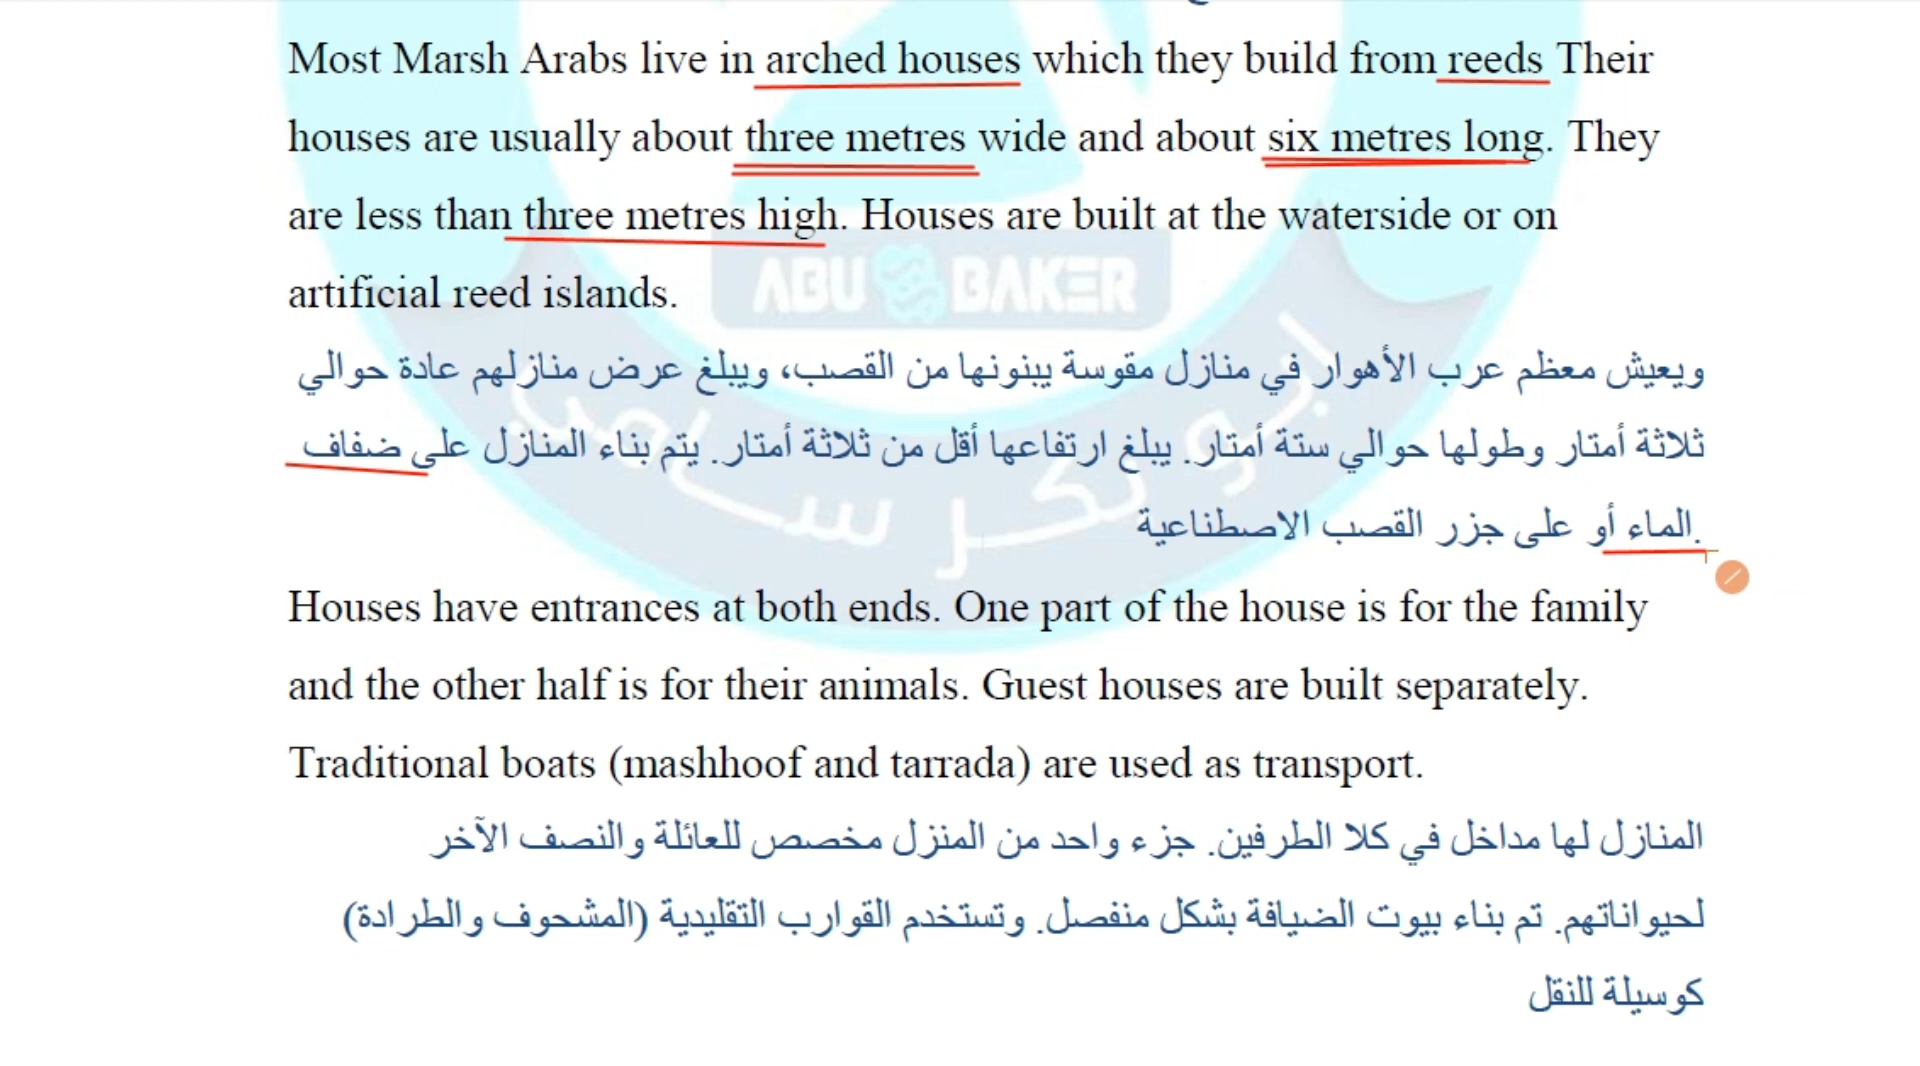 Most Marsh Arabs live in arched houses which they build from reeds Their
houses are usually about three metres wide and about six metres long. They
are less than three metres high. Houses are built at the waterside or on
ABU BAKER
artificial reed islands.
ويعيش معظم عرب الأهوار في منازل مقوسة يبنونها من القصب، ويبلغ عرض منازلهم عادة حوالي
ثلاثة أمتار وطولها حوالي ستة أمتار. يبلغ ارتفاعها أقل من ثلاثة أمتار. يتم بناء المنازل على ضفاف
الماء أو على جزر القصب الاصطناعية.
Houses have entrances at both ends. One part of the house is for the family
and the other half is for their animals. Guest houses are built separately.
Traditional boats (mashhoof and tarrada) are used as transport.
المنازل لها مداخل في كلا الطرفين. جزء واحد من المنزل مخصص للعائلة والنصف الآخر
لحيواناتهم. تم بناء بيوت الضيافة بشكل منفصل. وتستخدم القوارب التقليدية (المشحوف والطرادة)
كوسيلة للنقل